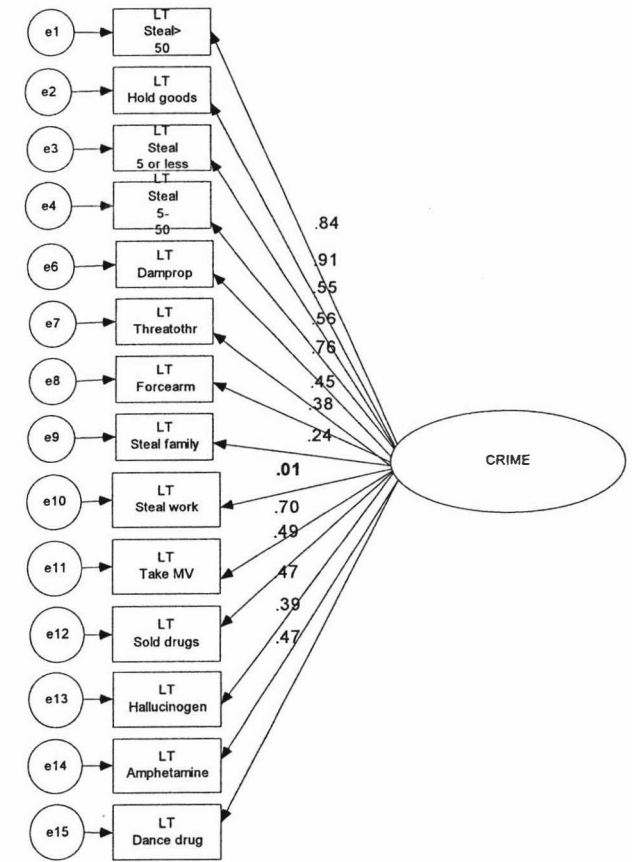 e1
LT
Steal>
50
e2
LT
Hold goods
e3
LT
Steal
5 or less
e4
LT
Steal
5-
50
e6
LT
Damprop
e7
LT
Threatothr
e8
LT
Forcearm
e9
LT
Steal family
e10
LT
Steal work
e11
LT
Take MV
e12
LT
Sold drugs
e13
LT
Hallucinogen
e14
LT
Amphetamine
e15
LT
Dance drug
.84
.91
.55
.56
.76
.45
.38
.24
.01
.70
.49
.47
.39
.47
CRIME